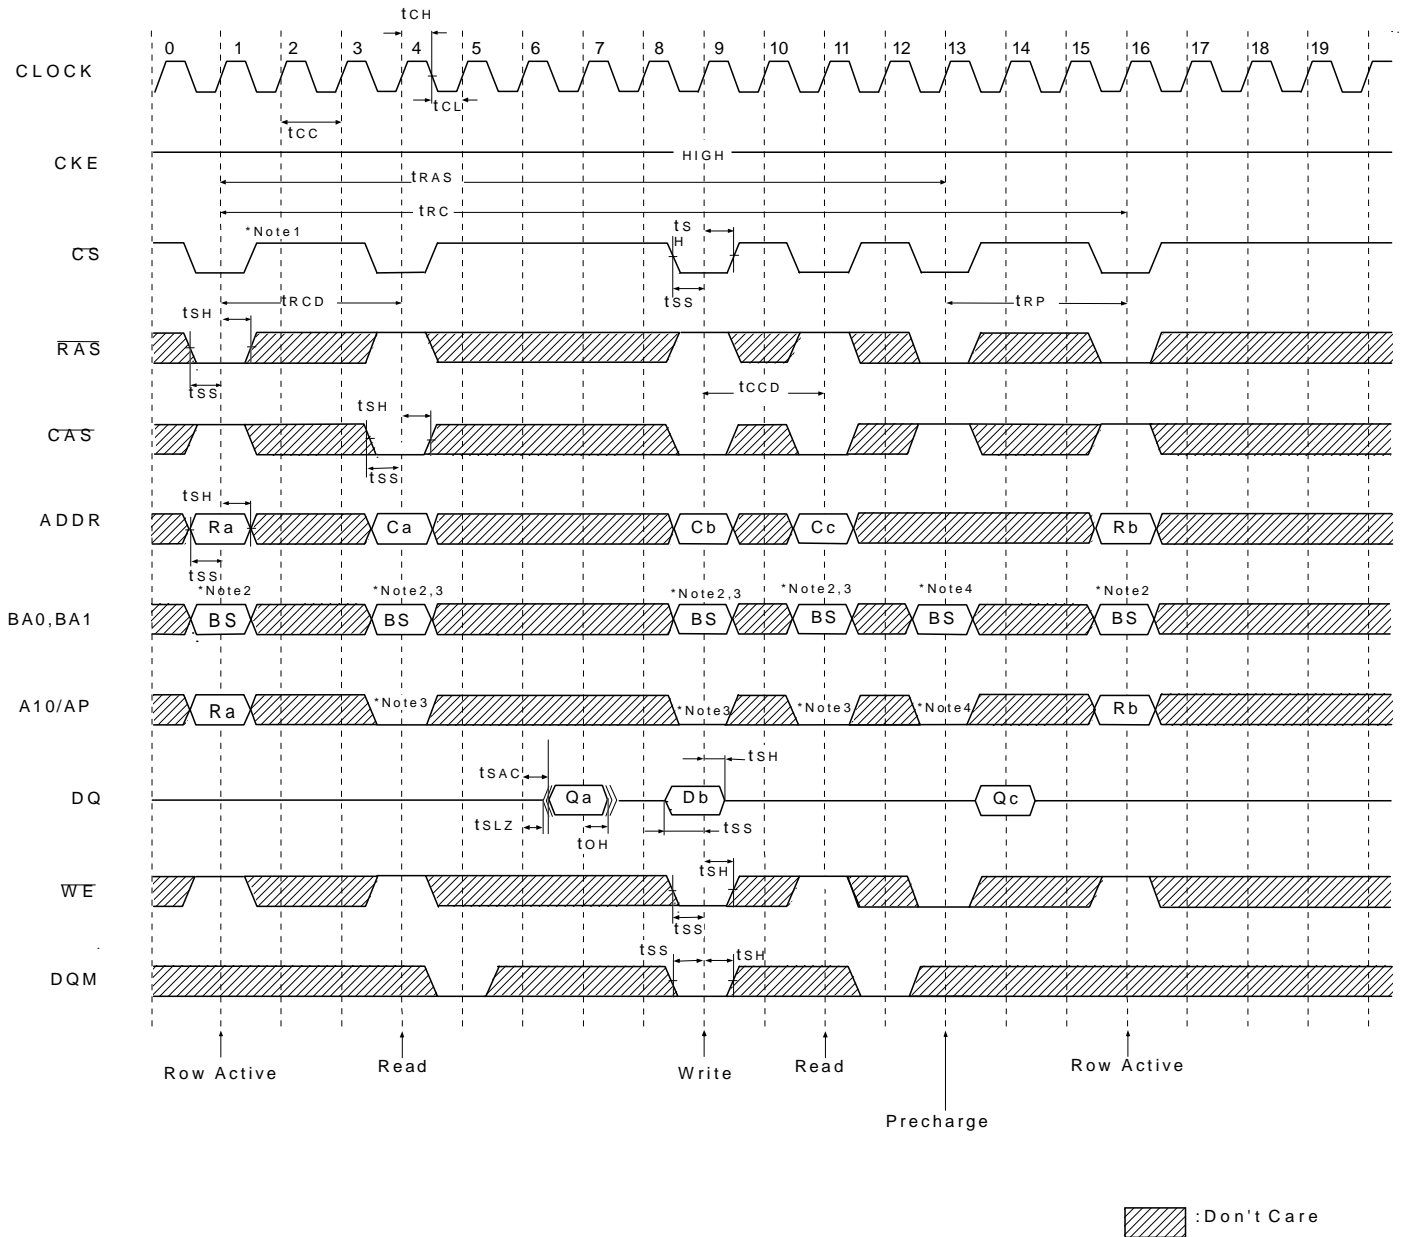 tCH
0 1 2 3 4 5 6 7 8 9 10 11 12 13 14 15 16 17 18 19
CLOCK
tCL
tCC
CKE
HIGH
tRAS
tRC
*Note1
tSH
CS
tSS
tRCD
tRP
tSH
RAS
tSS
tCCD
tSH
CAS
tSS
tSH
ADDR
Ra Ca Cb Cc Rb
tSS
*Note2 *Note2,3 *Note2,3 *Note2,3 *Note4 *Note2
BA0,BA1
BS BS BS BS BS BS
A10/AP
Ra *Note3 *Note3 *Note3 *Note4 Rb
tSH
tSAC
DQ
Qa Db Qc
tSLZ
tSS
tOH
tSH
WE
tSS
tSS tSH
DQM
Row Active Read Write Read Row Active
Precharge
:Don't Care